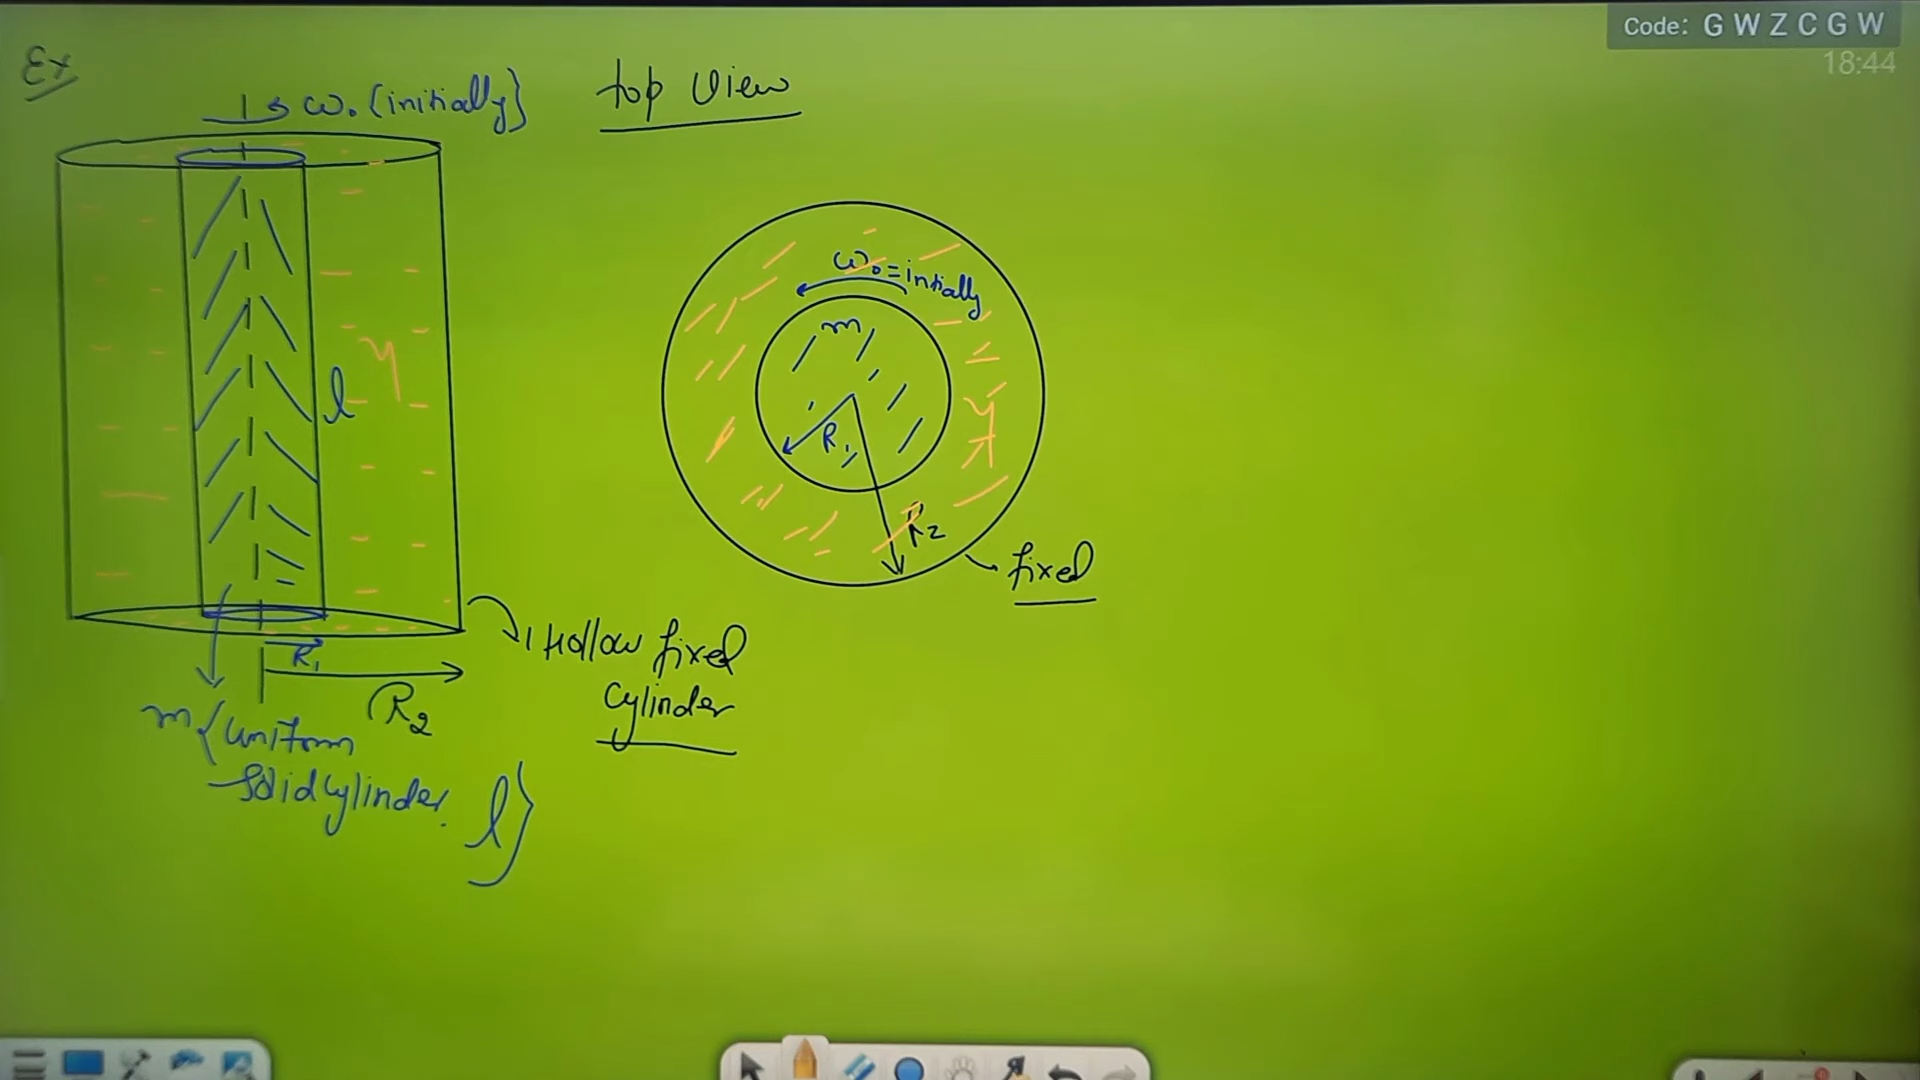 Code: G W Z C G W
18:44
Ex
ω₀ (initially}
top view
ω₀ = intially
m
η
l
R₁
η
R₂
fixed
R₁
R₂
Hollow fixed
cylinder
m {uniform
solid cylinder.
l}